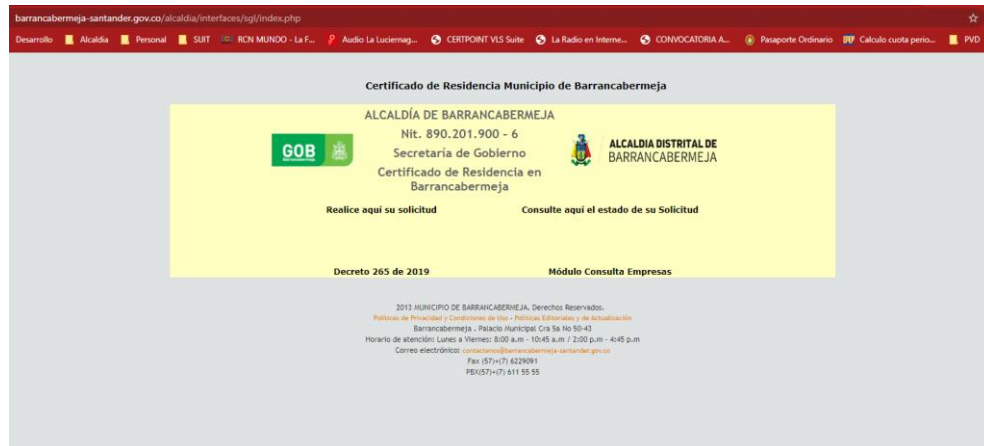 barrancabermeja-santander.gov.co/alcaldia/interfaces/sgl/index.php
Desarrollo Alcaldia Personal SUIT RCN MUNDO - La F... Audio La Luciernag... CERTPOINT VLS Suite La Radio en Interne... CONVOCATORIA A... Pasaporte Ordinario Calculo cuota perio... PVD
Certificado de Residencia Municipio de Barrancabermeja
ALCALDÍA DE BARRANCABERMEJA
Nit. 890.201.900 - 6
Secretaría de Gobierno
Certificado de Residencia en
Barrancabermeja
GOB
ALCALDIA DISTRITAL DE
BARRANCABERMEJA
Realice aquí su solicitud Consulte aquí el estado de su Solicitud
Decreto 265 de 2019 Módulo Consulta Empresas
2013 MUNICIPIO DE BARRANCABERMEJA. Derechos Reservados.
Políticas de Privacidad y Condiciones de Uso - Políticas Editoriales y de Actualización
Barrancabermeja . Palacio Municipal Cra 5a No 50-43
Horario de atención: Lunes a Viernes: 8:00 a.m - 10:45 a.m / 2:00 p.m - 4:45 p.m
Correo electrónico: contactenos@barrancabermeja-santander.gov.co
Fax (57)+(7) 6229091
PBX(57)+(7) 611 55 55